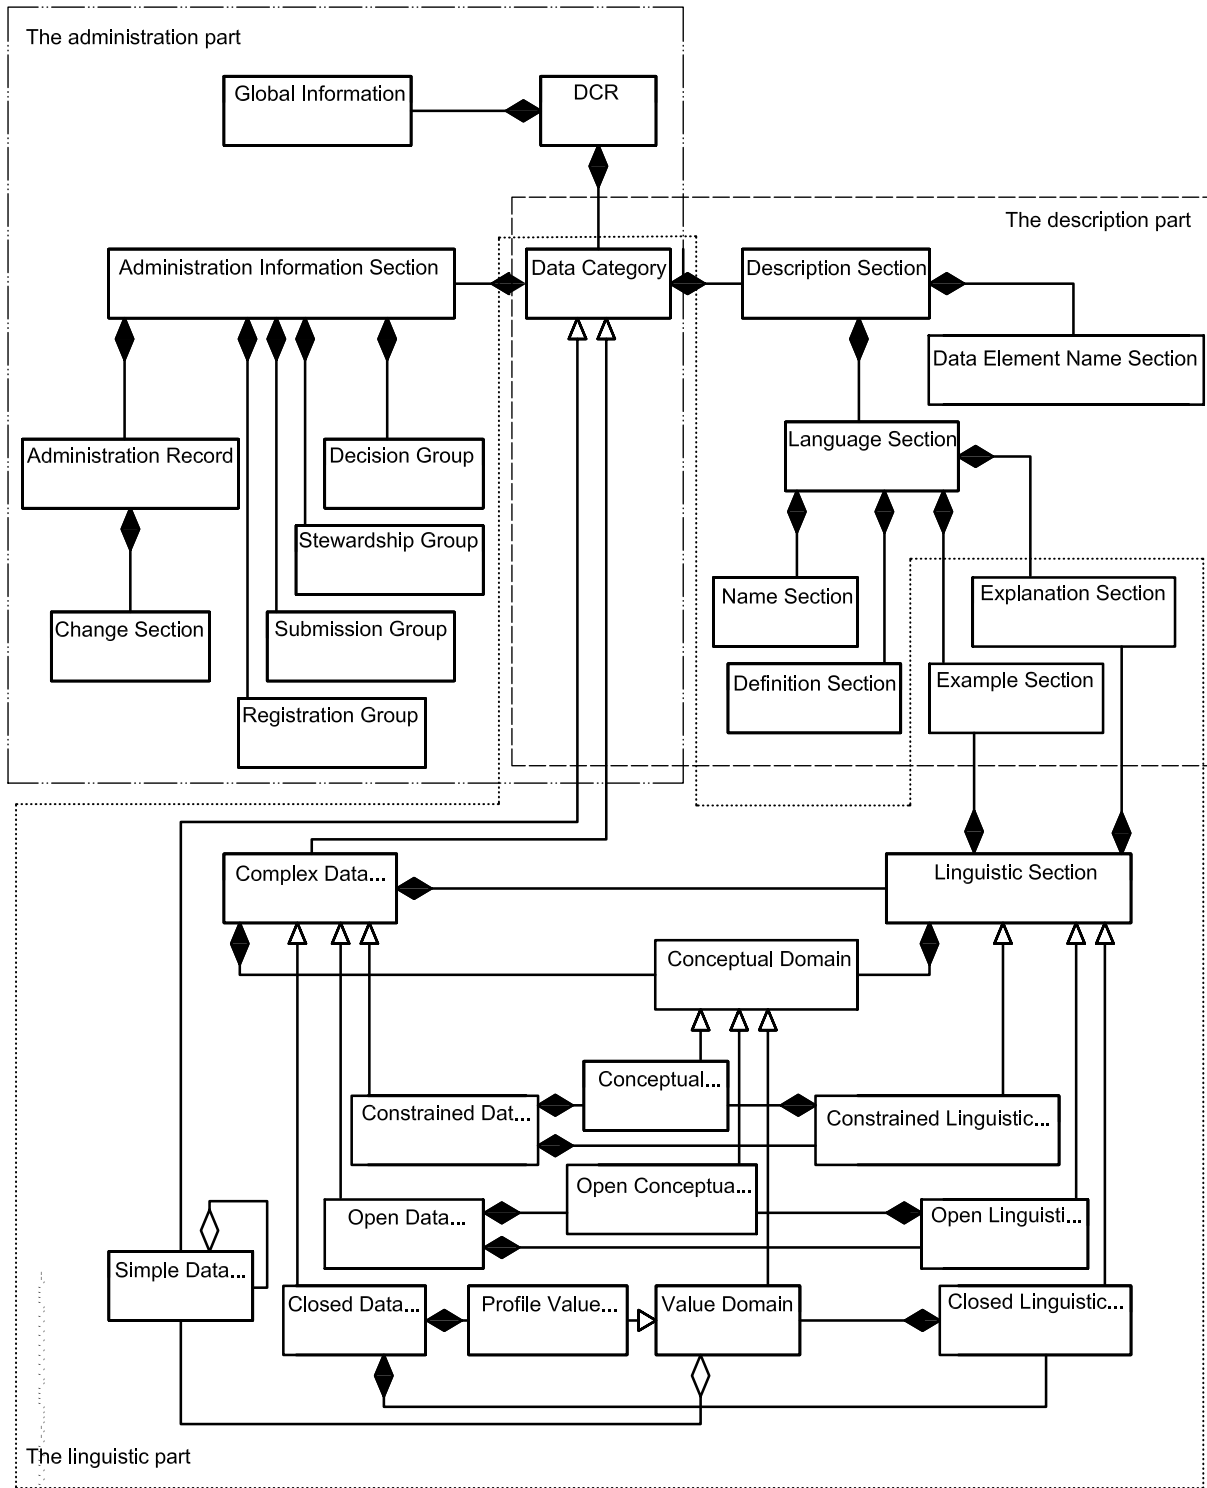 The administration part
Global Information
DCR
The description part
Administration Information Section
Data Category
Description Section
Data Element Name Section
Language Section
Administration Record
Decision Group
Stewardship Group
Name Section
Explanation Section
Change Section
Submission Group
Definition Section
Example Section
Registration Group
Complex Data...
Linguistic Section
Conceptual Domain
Conceptual...
Constrained Dat...
Constrained Linguistic...
Open Conceptua...
Open Data...
Open Linguisti...
Simple Data...
Closed Data...
Profile Value...
Value Domain
Closed Linguistic...
The linguistic part